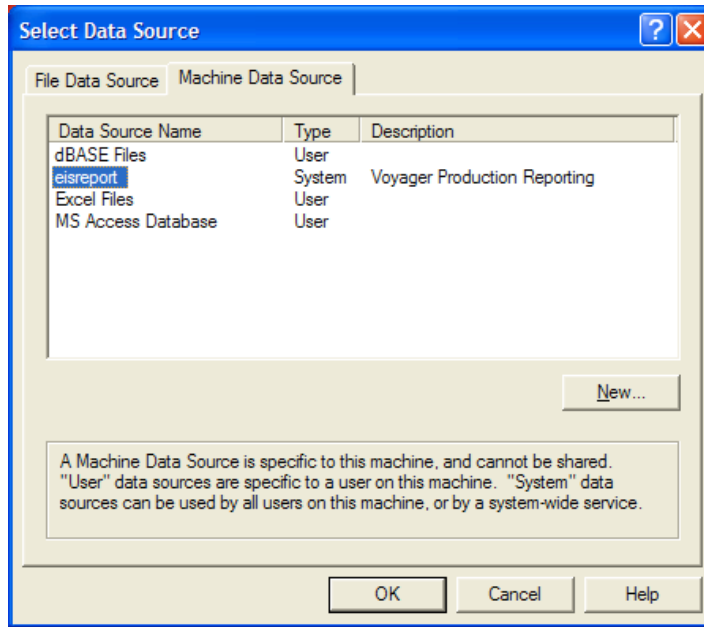 Select Data Source
File Data Source Machine Data Source
Data Source Name Type Description
dBASE Files User
eisreport System Voyager Production Reporting
Excel Files User
MS Access Database User
New...
A Machine Data Source is specific to this machine, and cannot be shared.
"User" data sources are specific to a user on this machine. "System" data
sources can be used by all users on this machine, or by a system-wide service.
OK Cancel Help